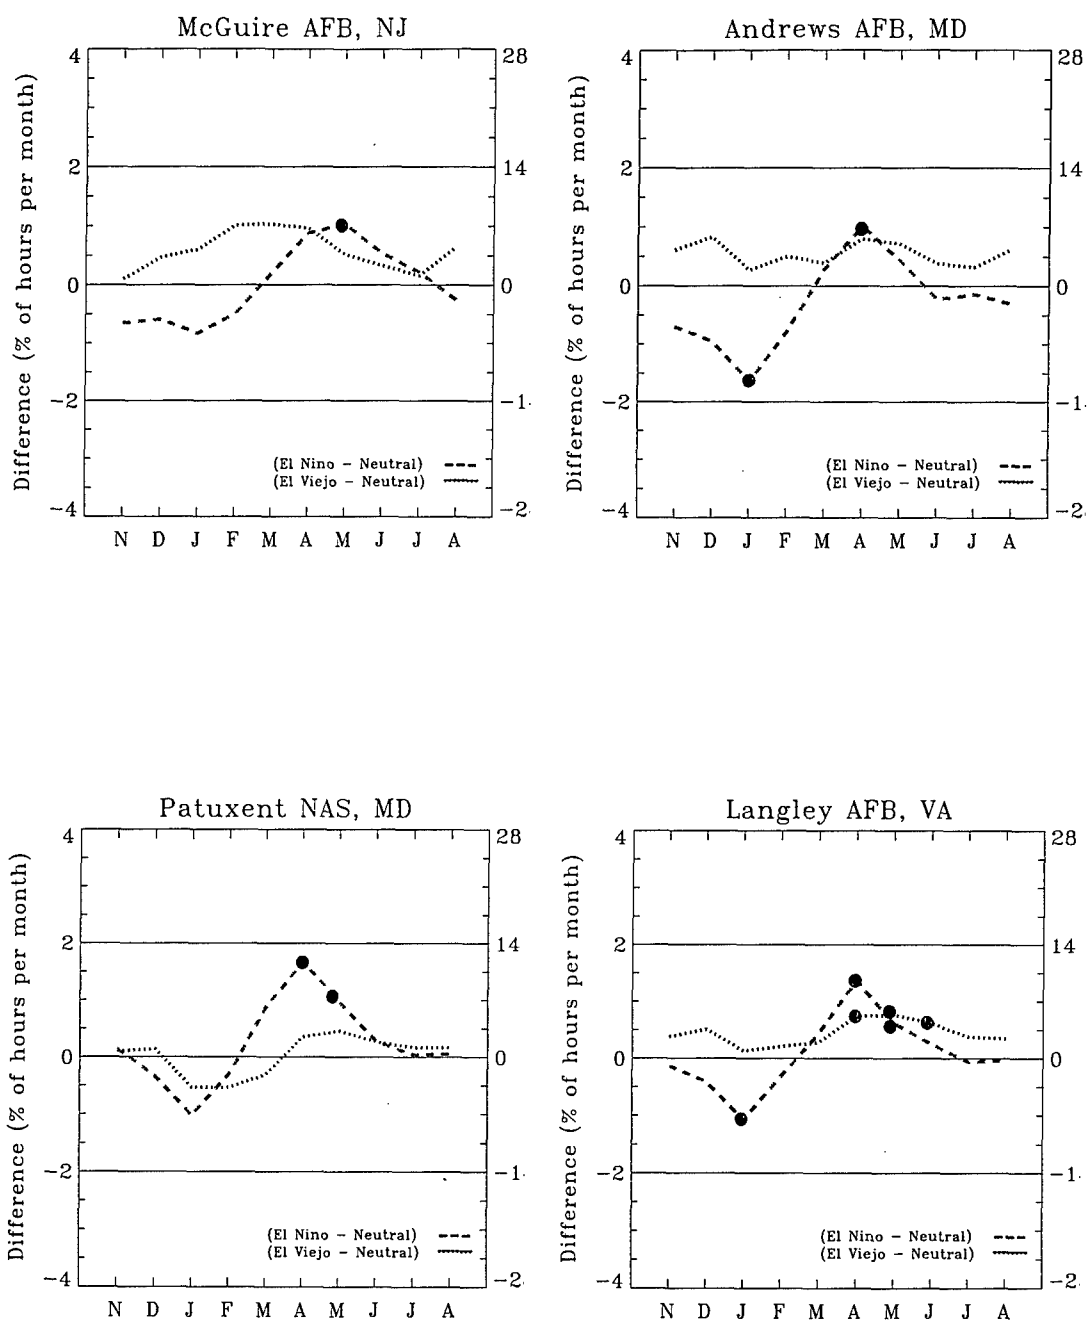 McGuire AFB, NJ
Difference (% of hours per month)
4
2
0
−2
−4
28
14
0
−1.
−2.
(El Nino − Neutral)
(El Viejo − Neutral)
N D J F M A M J J A
Andrews AFB, MD
Difference (% of hours per month)
4
2
0
−2
−4
28
14
0
−1.
−2.
(El Nino − Neutral)
(El Viejo − Neutral)
N D J F M A M J J A
Patuxent NAS, MD
Difference (% of hours per month)
4
2
0
−2
−4
28
14
0
−1.
−2.
(El Nino − Neutral)
(El Viejo − Neutral)
N D J F M A M J J A
Langley AFB, VA
Difference (% of hours per month)
4
2
0
−2
−4
28
14
0
−1.
−2.
(El Nino − Neutral)
(El Viejo − Neutral)
N D J F M A M J J A